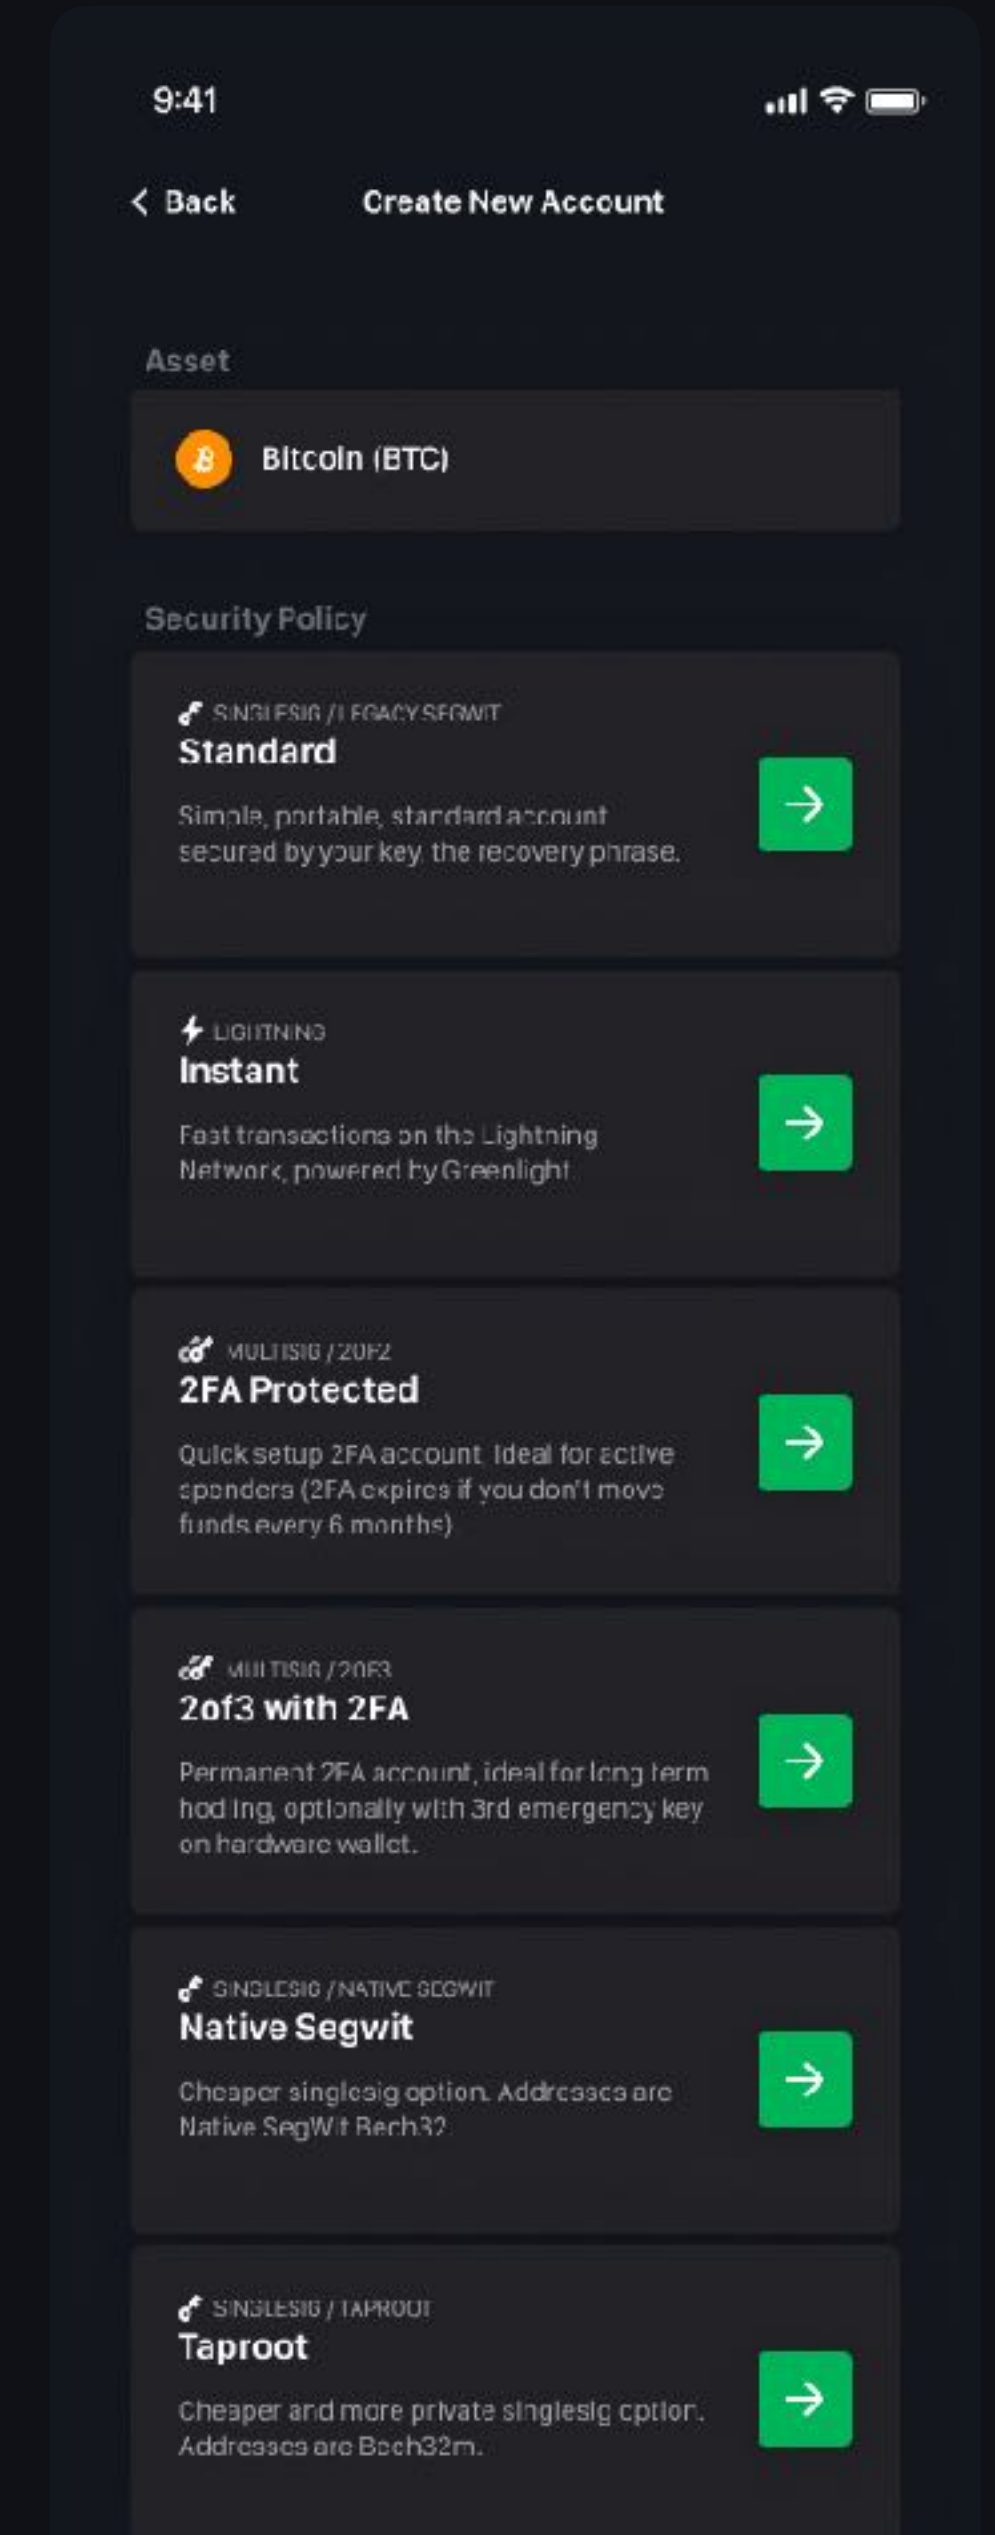 9:41
Back
Create New Account
Asset
Bitcoin (BTC)
Security Policy
SINGLESIG / LEGACY SEGWIT
Standard
Simple, portable, standard account
secured by your key, the recovery phrase.
LIGHTNING
Instant
Fast transactions on the Lightning
Network, powered by Greenlight.
MULTISIG / 2OF2
2FA Protected
Quick setup 2FA account, ideal for active
spenders (2FA expires if you don't move
funds every 6 months)
MULTISIG / 2OF3
2of3 with 2FA
Permanent 2FA account, ideal for long term
hodling, optionally with 3rd emergency key
on hardware wallet.
SINGLESIG / NATIVE SEGWIT
Native Segwit
Cheaper singlesig option. Addresses are
Native SegWit Bech32.
SINGLESIG / TAPROOT
Taproot
Cheaper and more private singlesig option.
Addresses are Bech32m.